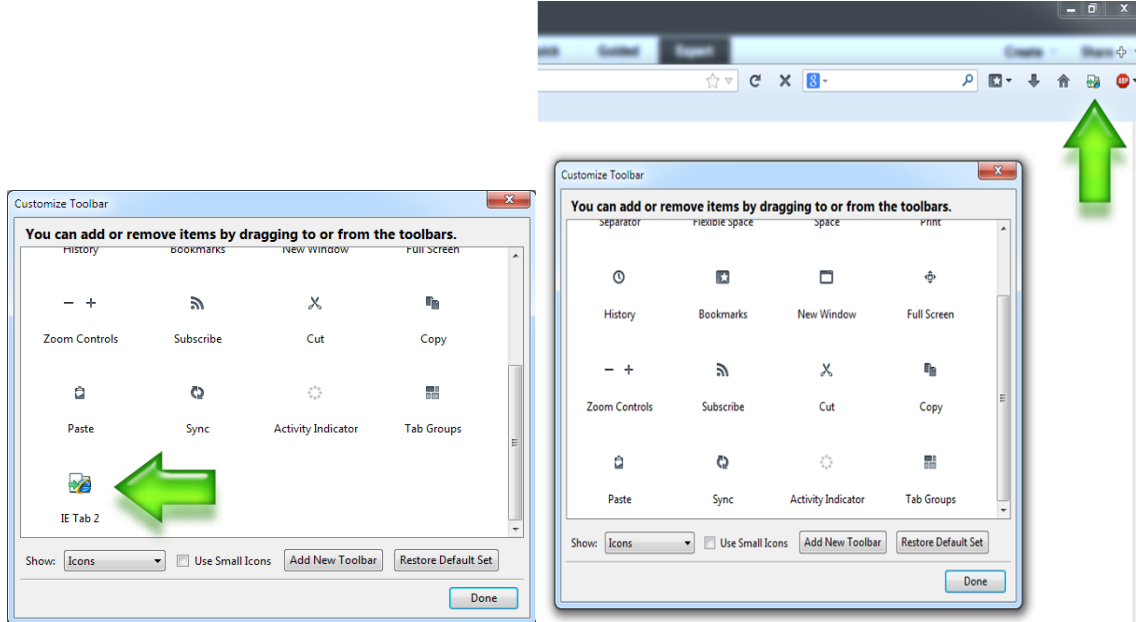 Customize Toolbar
You can add or remove items by dragging to or from the toolbars.
History Bookmarks New Window Full Screen
Zoom Controls Subscribe Cut Copy
Paste Sync Activity Indicator Tab Groups
IE Tab 2
Show: Icons Use Small Icons Add New Toolbar Restore Default Set
Done
Guided Expert Create Share
8
ABP
Customize Toolbar
You can add or remove items by dragging to or from the toolbars.
Separator Flexible Space Space Print
History Bookmarks New Window Full Screen
Zoom Controls Subscribe Cut Copy
Paste Sync Activity Indicator Tab Groups
Show: Icons Use Small Icons Add New Toolbar Restore Default Set
Done